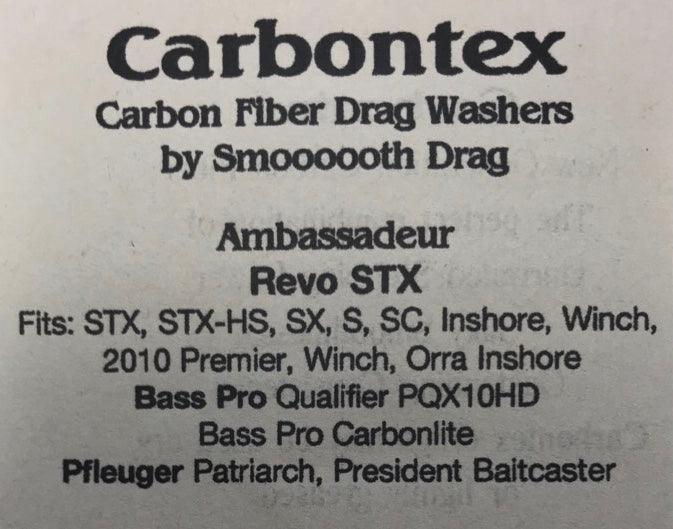 Carbontex
Carbon Fiber Drag Washers
by Smoooooth Drag
Ambassadeur
Revo STX
Fits: STX, STX-HS, SX, S, SC, Inshore, Winch,
2010 Premier, Winch, Orra Inshore
Bass Pro Qualifier PQX10HD
Bass Pro Carbonlite
Pfleuger Patriarch, President Baitcaster